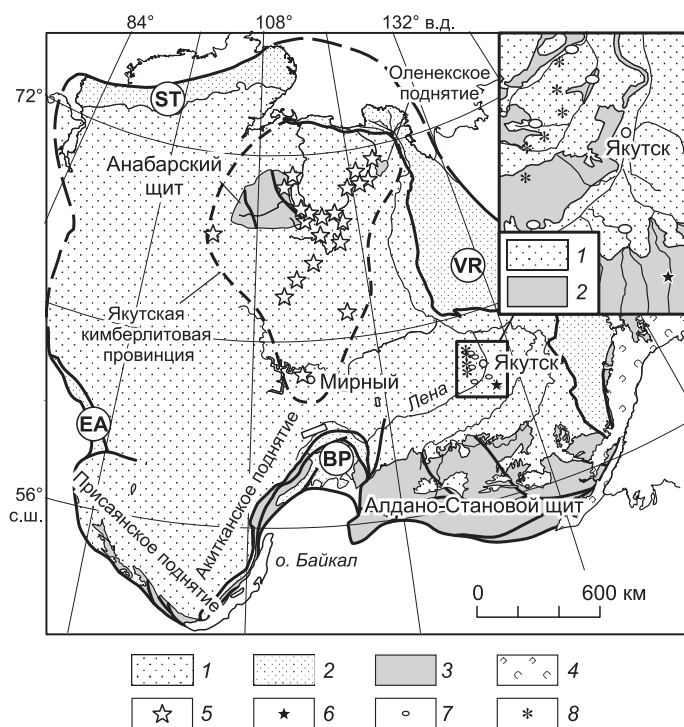 84°
108°
132° в.д.
72°
ST
Оленекское
поднятие
Анабарский
щит
Якутск
1
2
VR
Якутская
кимберлитовая
провинция
Мирный
Лена
Якутск
EA
BP
Присаянское поднятие
Акитканское поднятие
56°
с.ш.
Алдано-Становой щит
о. Байкал
0 600 км
1 2 3 4
5 6 7 8